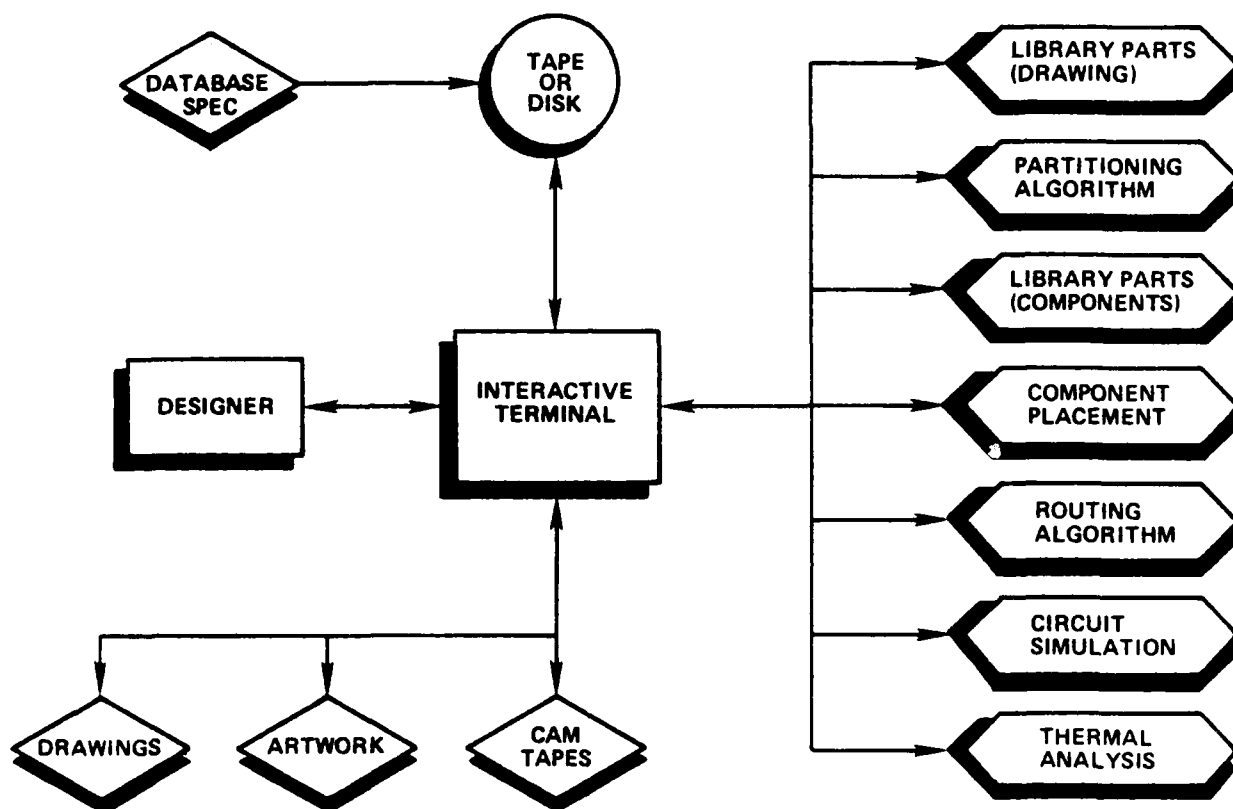 DATABASE
SPEC
TAPE
OR
DISK
LIBRARY PARTS
(DRAWING)
PARTITIONING
ALGORITHM
LIBRARY PARTS
(COMPONENTS)
DESIGNER
INTERACTIVE
TERMINAL
COMPONENT
PLACEMENT
ROUTING
ALGORITHM
CIRCUIT
SIMULATION
DRAWINGS
ARTWORK
CAM
TAPES
THERMAL
ANALYSIS